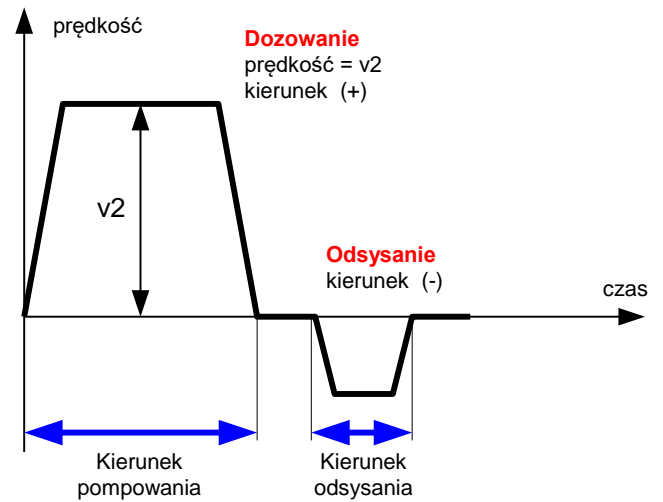 prędkość
Dozowanie
prędkość = v2
kierunek (+)
v2
Odsysanie
kierunek (-)
czas
Kierunek
pompowania
Kierunek
odsysania